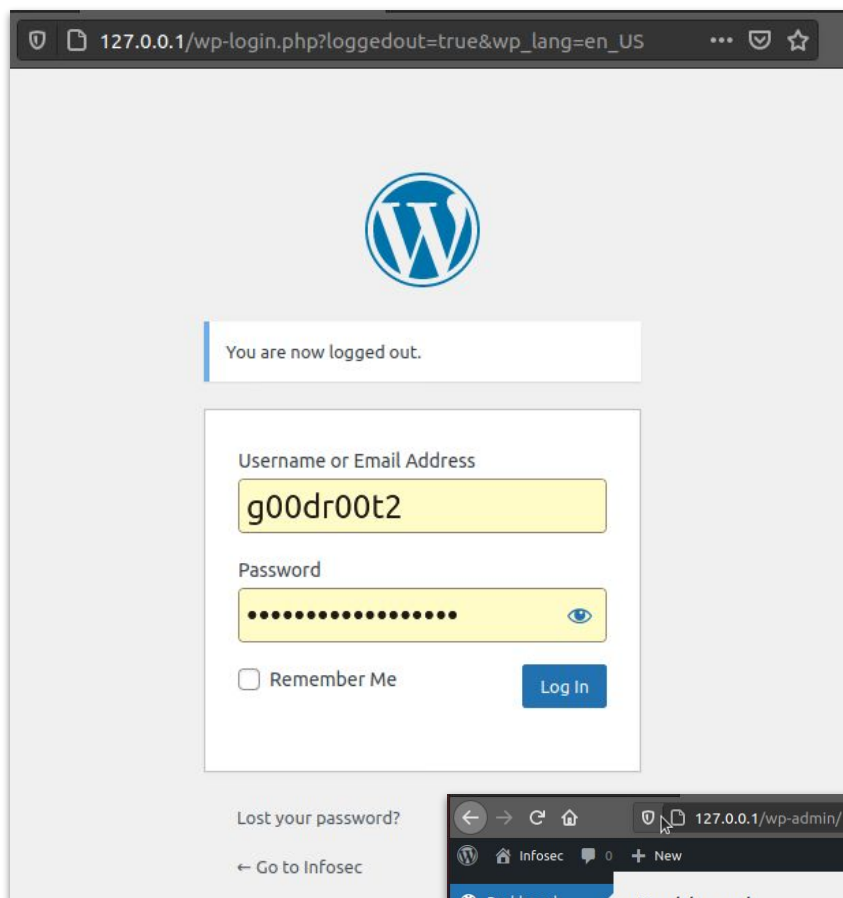 127.0.0.1/wp-login.php?loggedout=true&wp_lang=en_US
You are now logged out.
Username or Email Address
g00dr00t2
Password
••••••••••••••••••
Remember Me
Log In
Lost your password?
← Go to Infosec
127.0.0.1/wp-admin/
Infosec 0 + New